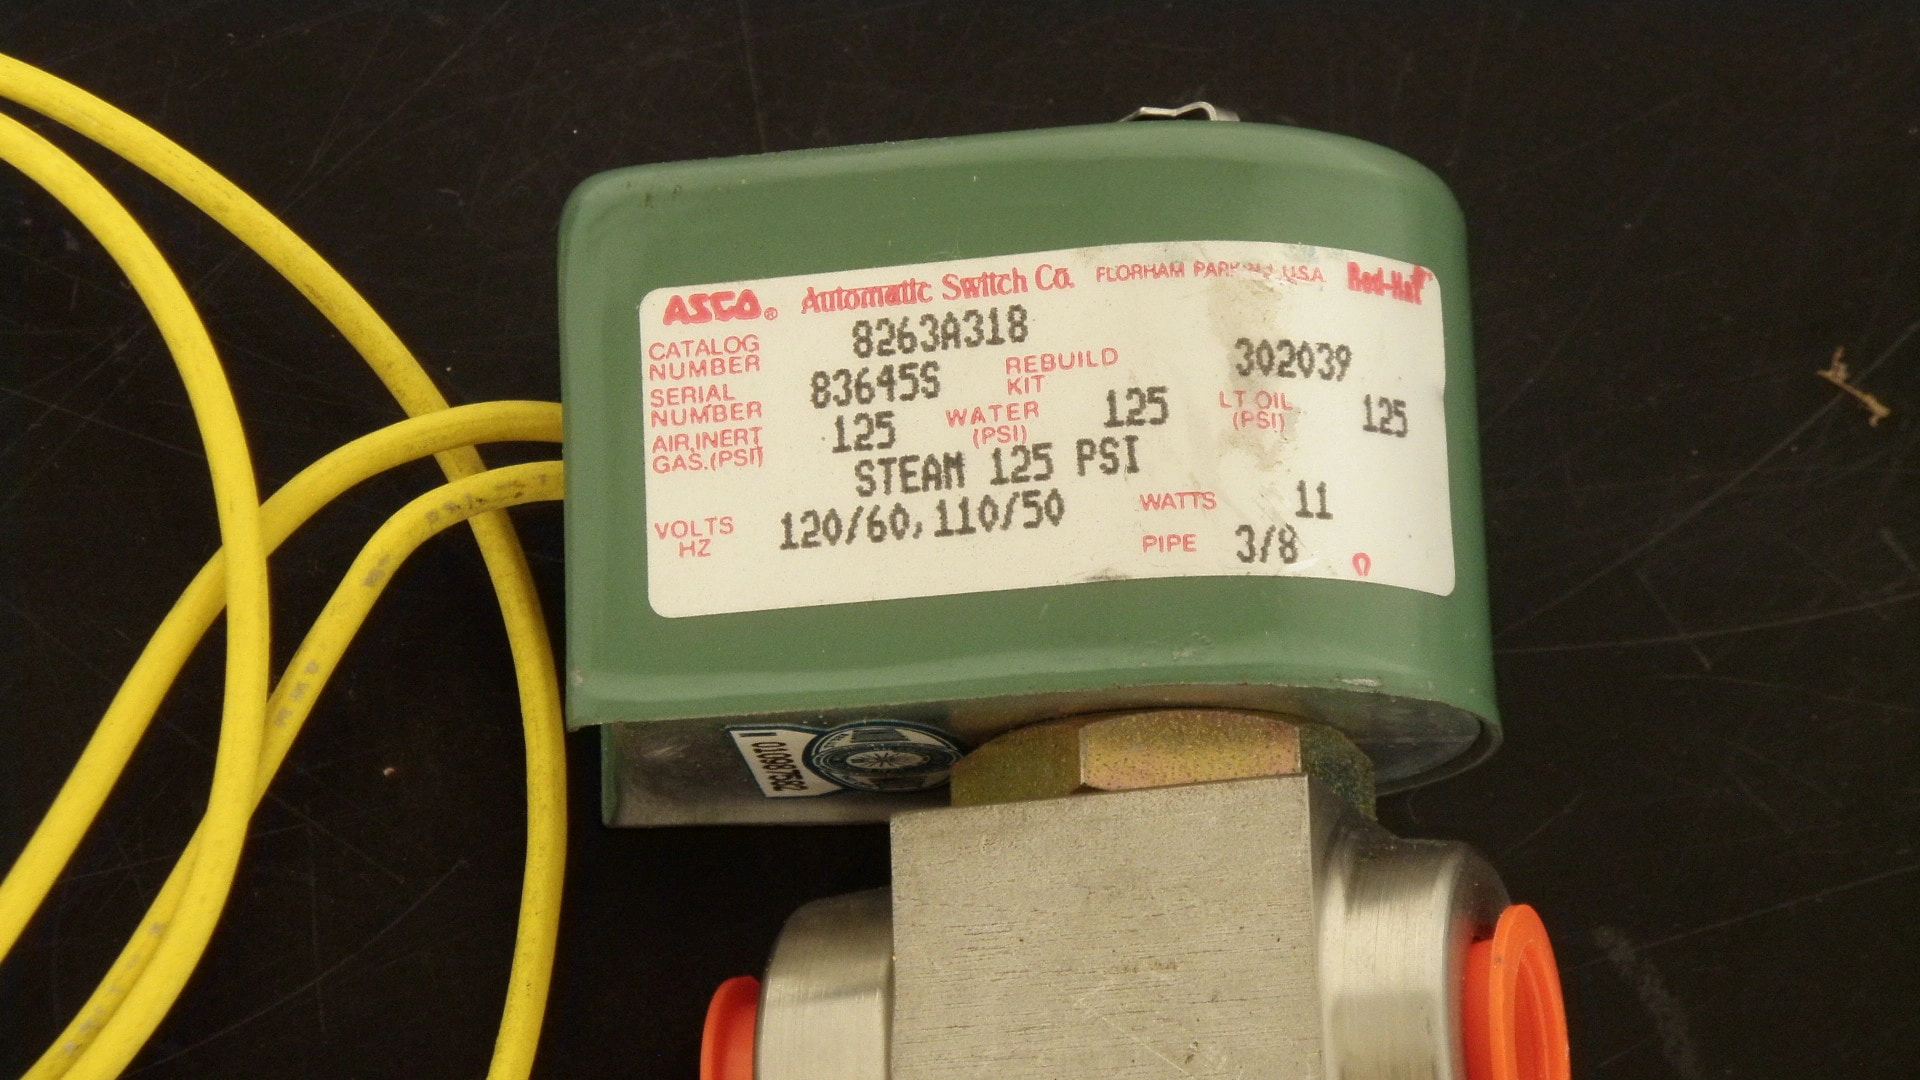 ASCO® Automatic Switch Co. FLORHAM PARK U.S.A. Red-Hat
CATALOG NUMBER 8263A318
SERIAL NUMBER 83645S REBUILD KIT 302039
AIR, INERT GAS. (PSI) 125 WATER (PSI) 125 LT OIL (PSI) 125
STEAM 125 PSI
VOLTS HZ 120/60, 110/50 WATTS 11
PIPE 3/8